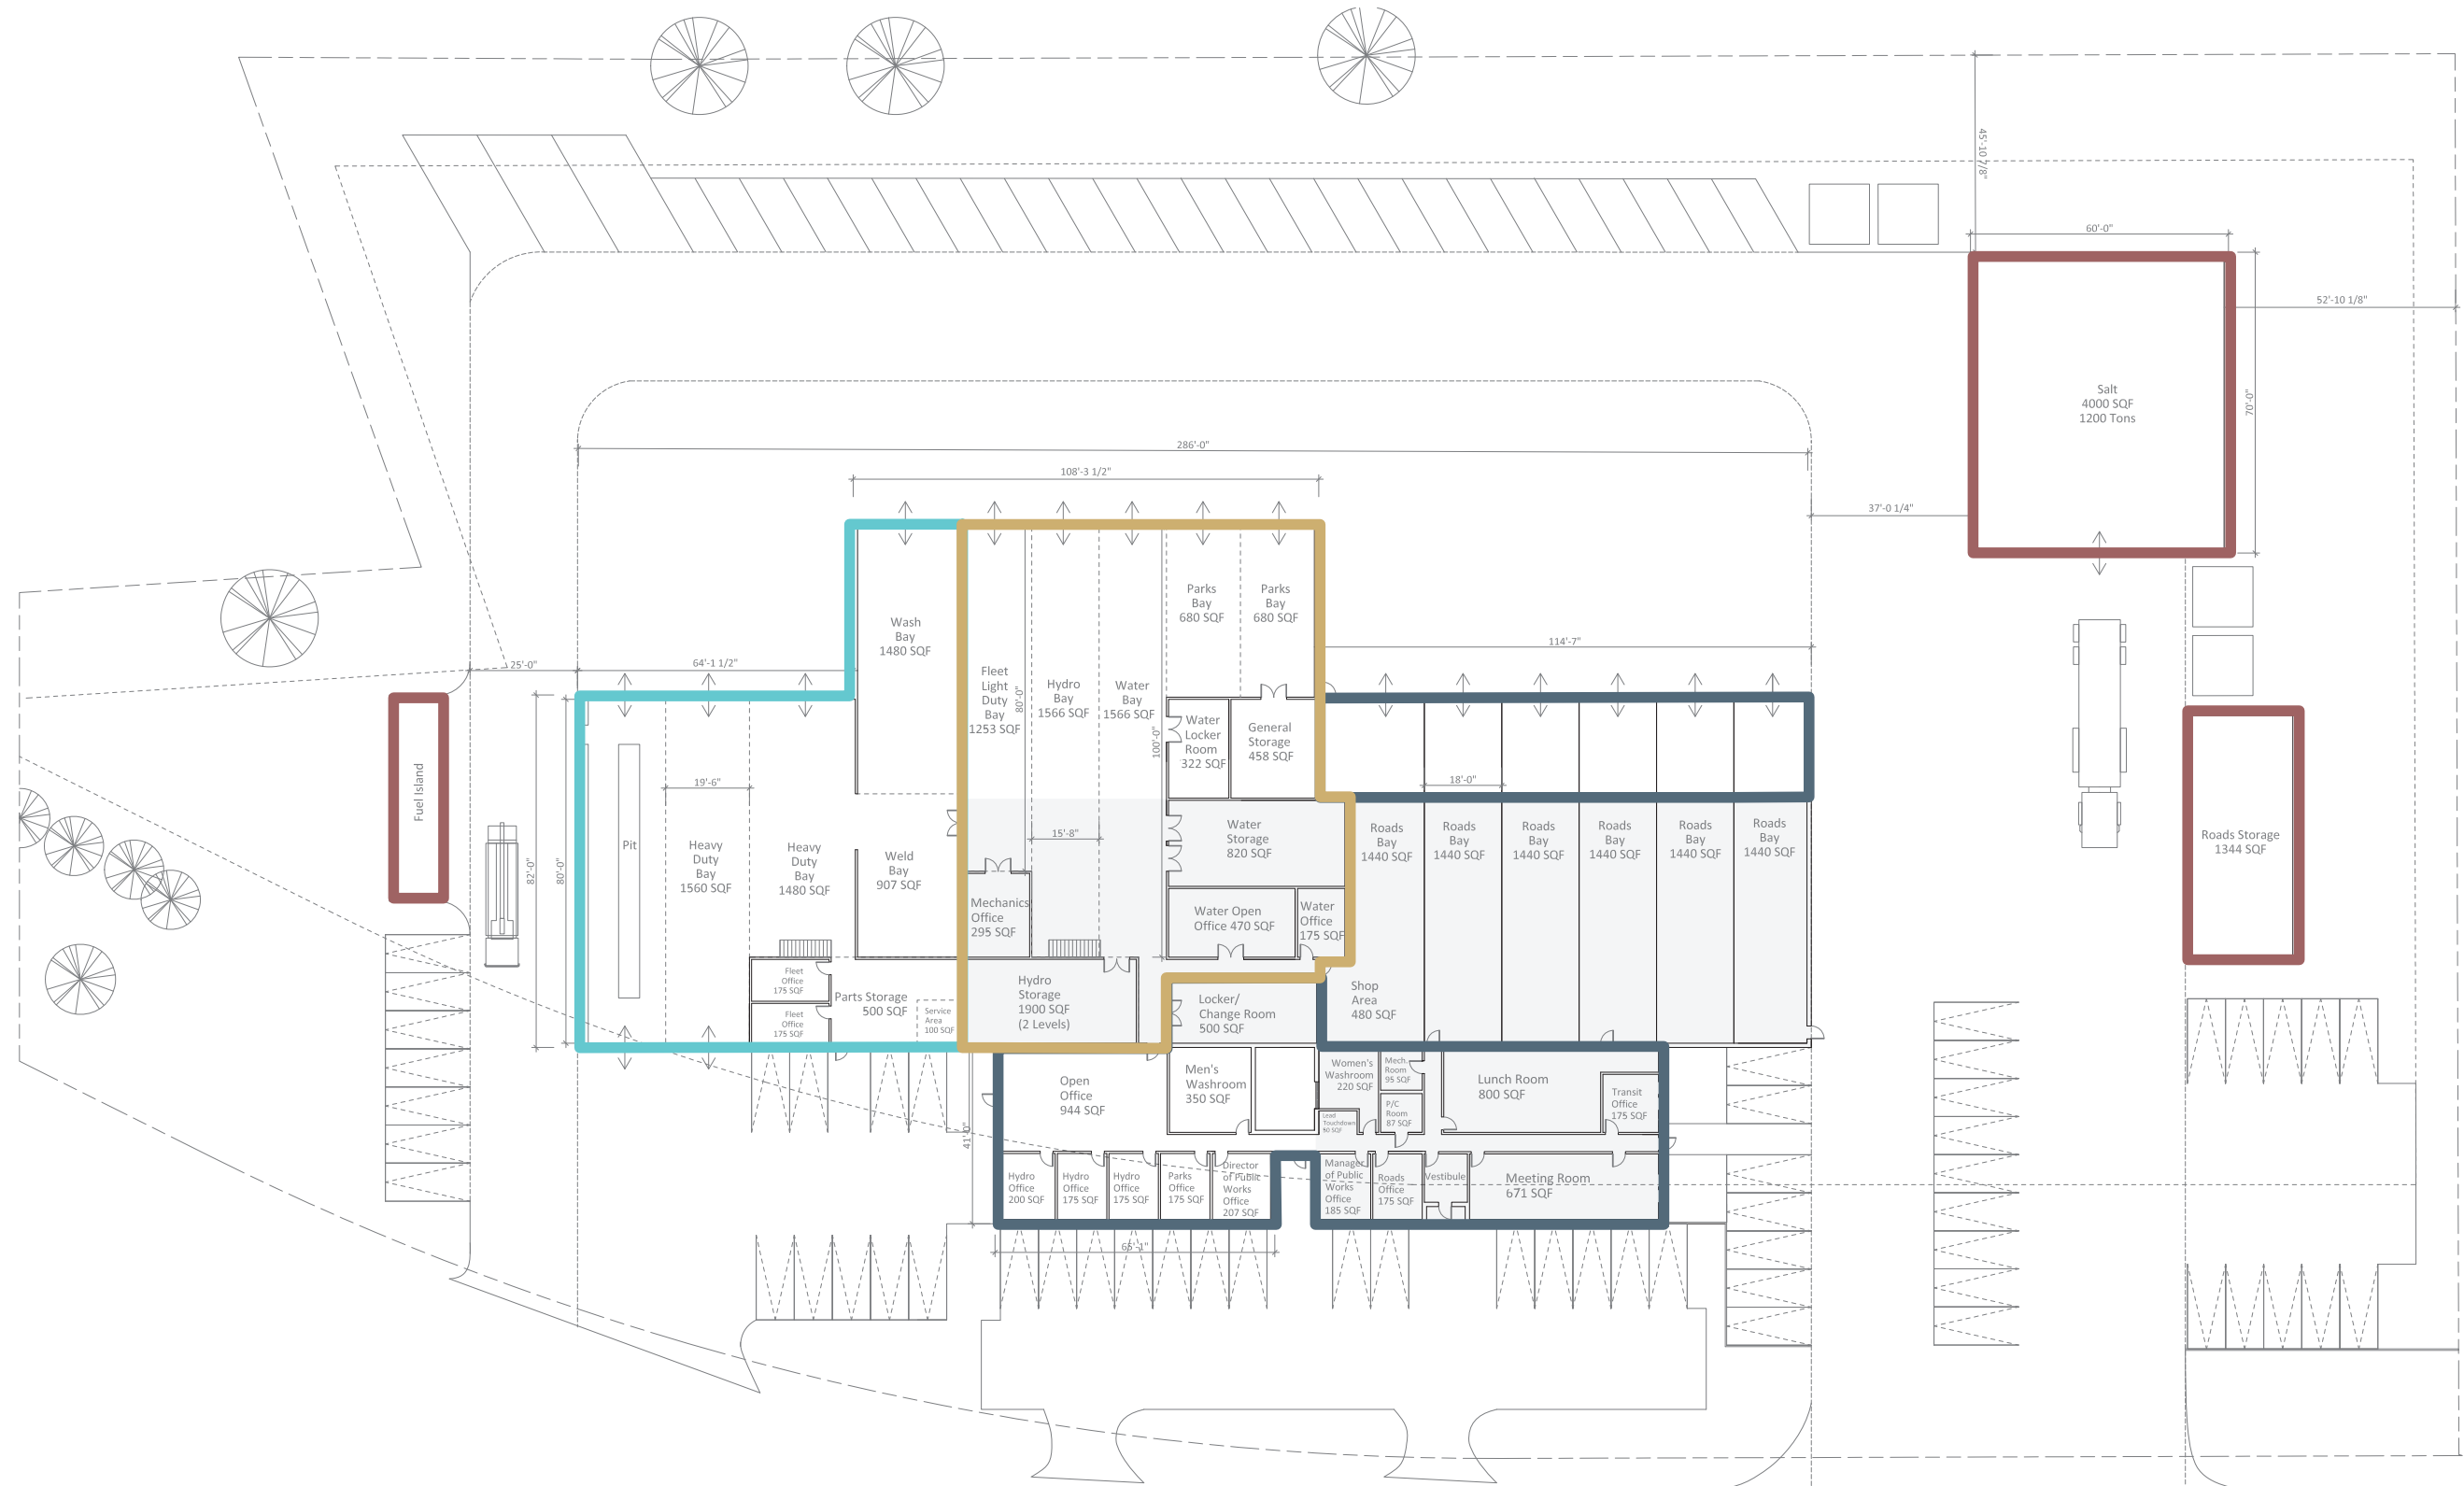 45'-10 7/8"
60'-0"
52'-10 1/8"
70'-0"
Salt
4000 SQF
1200 Tons
286'-0"
108'-3 1/2"
37'-0 1/4"
114'-7"
25'-0"
64'-1 1/2"
Wash
Bay
1480 SQF
Fleet
Light
Duty
Bay
1253 SQF
80'-0"
Hydro
Bay
1566 SQF
Water
Bay
1566 SQF
100'-0"
Parks
Bay
680 SQF
Parks
Bay
680 SQF
Water
Locker
Room
322 SQF
General
Storage
458 SQF
Fuel Island
82'-0"
80'-0"
Pit
19'-6"
Heavy
Duty
Bay
1560 SQF
Heavy
Duty
Bay
1480 SQF
Weld
Bay
907 SQF
15'-8"
Mechanics
Office
295 SQF
Water
Storage
820 SQF
Water Open
Office 470 SQF
Water
Office
175 SQF
18'-0"
Roads
Bay
1440 SQF
Roads
Bay
1440 SQF
Roads
Bay
1440 SQF
Roads
Bay
1440 SQF
Roads
Bay
1440 SQF
Roads
Bay
1440 SQF
Roads Storage
1344 SQF
Fleet
Office
175 SQF
Fleet
Office
175 SQF
Parts Storage
500 SQF
Service
Area
100 SQF
Hydro
Storage
1900 SQF
(2 Levels)
Locker/
Change Room
500 SQF
Shop
Area
480 SQF
Open
Office
944 SQF
Men's
Washroom
350 SQF
Women's
Washroom
220 SQF
Lead
Touchdown
50 SQF
Mech.
Room
95 SQF
P/C
Room
87 SQF
Lunch Room
800 SQF
Transit
Office
175 SQF
41'-0"
Hydro
Office
200 SQF
Hydro
Office
175 SQF
Hydro
Office
175 SQF
Parks
Office
175 SQF
Director
of Public
Works
Office
207 SQF
Manager
of Public
Works
Office
185 SQF
Roads
Office
175 SQF
Vestibule
Meeting Room
671 SQF
65'-1"